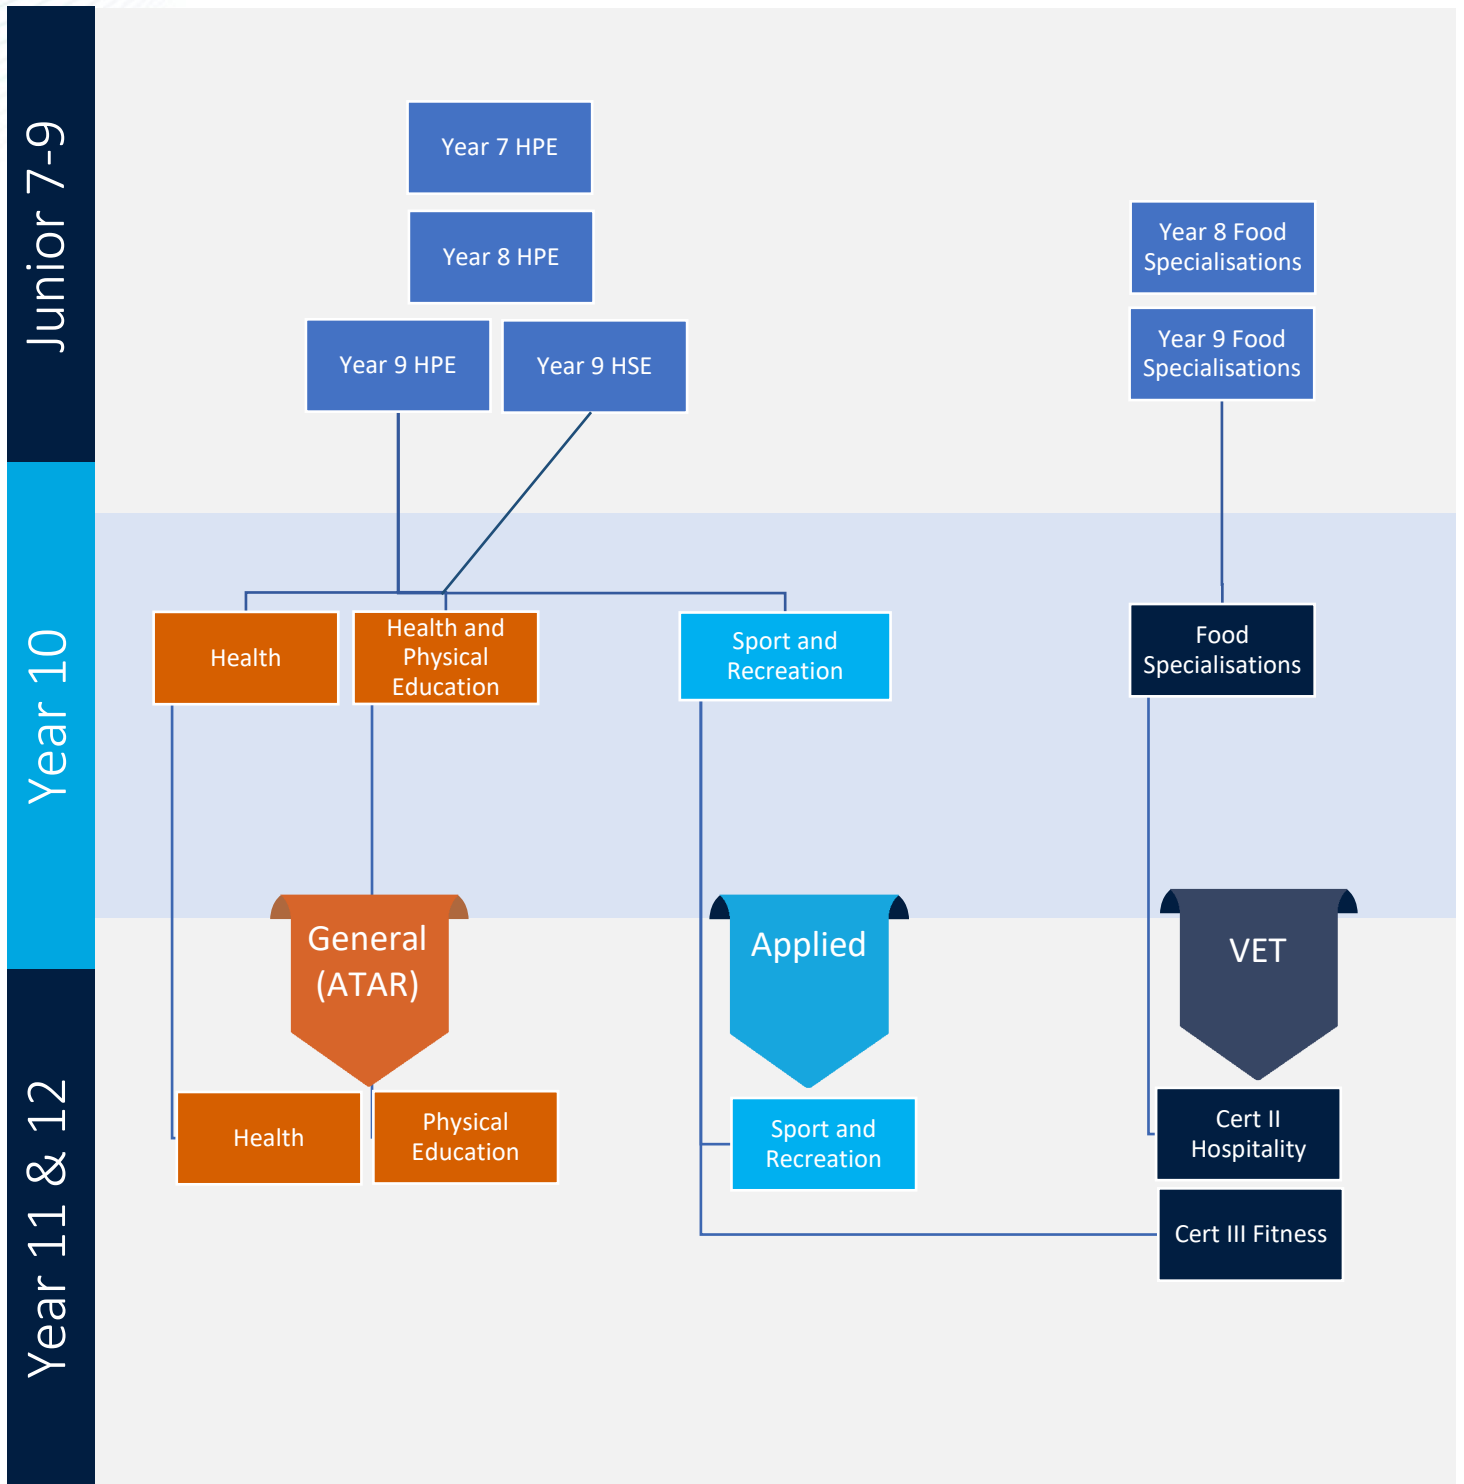 Junior 7-9
Year 7 HPE
Year 8 HPE
Year 9 HPE
Year 9 HSE
Year 8 Food
Specialisations
Year 9 Food
Specialisations
Year 10
Health
Health and
Physical
Education
Sport and
Recreation
Food
Specialisations
General
(ATAR)
Applied
VET
Year 11 & 12
Health
Physical
Education
Sport and
Recreation
Cert II
Hospitality
Cert III Fitness